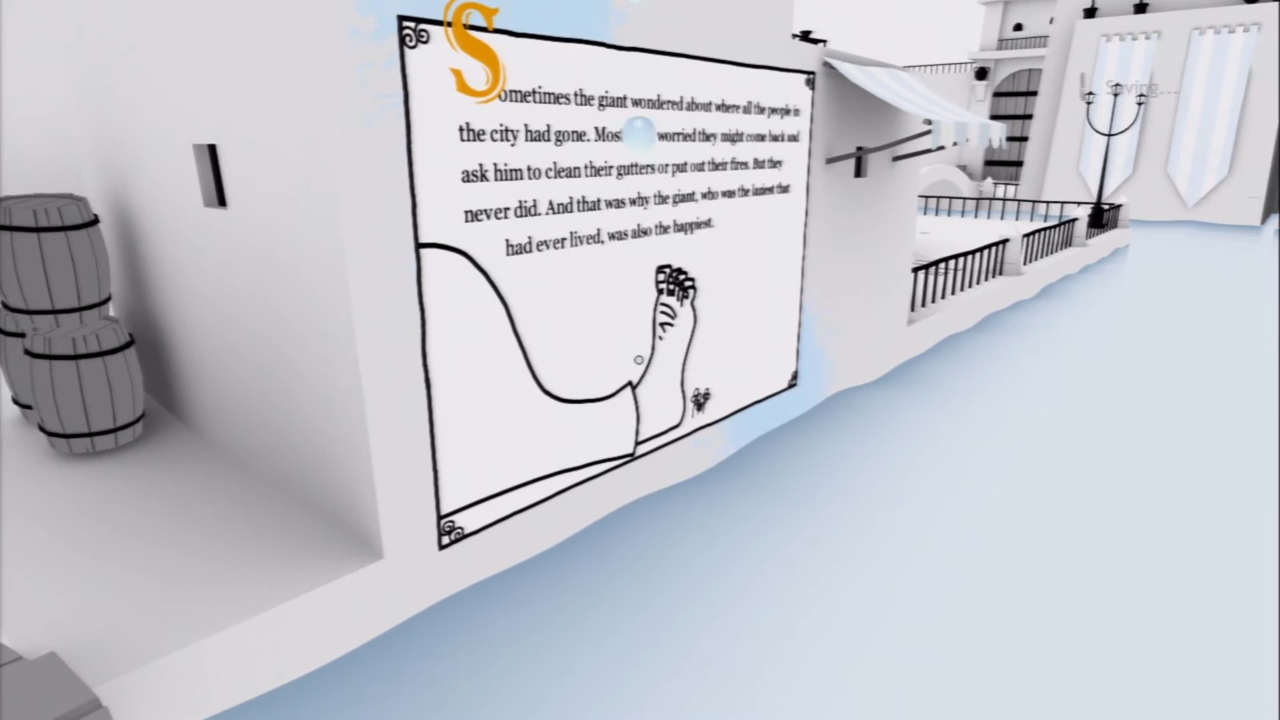 Sometimes the giant wondered about where all the people in
the city had gone. Mos worried they might come back and
ask him to clean their gutters or put out their fires. But they
never did. And that was why the giant, who was the laziest that
had ever lived, was also the happiest.
Saving...